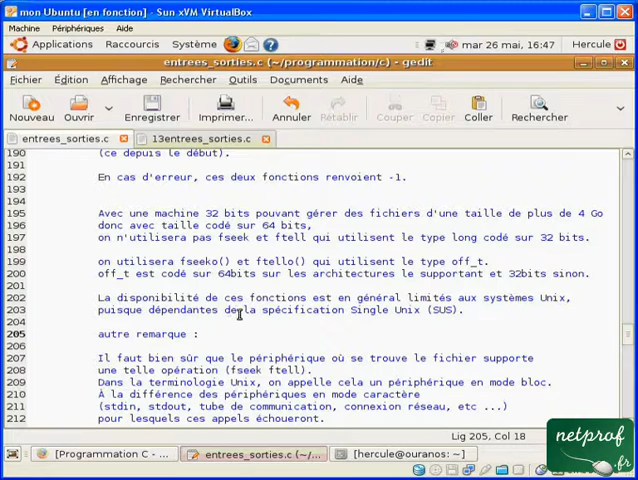 mon Ubuntu [en fonction] - Sun xVM VirtualBox
Machine Périphériques Aide
Applications Raccourcis Système mar 26 mai, 16:47 Hercule
entrees_sorties.c (~/programmation/c) - gedit
Fichier Édition Affichage Rechercher Outils Documents Aide
Nouveau Ouvrir Enregistrer Imprimer... Annuler Rétablir Couper Copier Coller Rechercher
entrees_sorties.c 13entrees_sorties.c
190 (ce depuis le début).
191
192 En cas d'erreur, ces deux fonctions renvoient -1.
193
194
195 Avec une machine 32 bits pouvant gérer des fichiers d'une taille de plus de 4 Go
196 donc avec taille codé sur 64 bits,
197 on n'utilisera pas fseek et ftell qui utilisent le type long codé sur 32 bits.
198
199 on utilisera fseeko() et ftello() qui utilisent le type off_t.
200 off_t est codé sur 64bits sur les architectures le supportant et 32bits sinon.
201
202 La disponibilité de ces fonctions est en général limités aux systèmes Unix,
203 puisque dépendantes de la spécification Single Unix (SUS).
204
205 autre remarque :
206
207 Il faut bien sûr que le périphérique où se trouve le fichier supporte
208 une telle opération (fseek ftell).
209 Dans la terminologie Unix, on appelle cela un périphérique en mode bloc.
210 À la différence des périphériques en mode caractère
211 (stdin, stdout, tube de communication, connexion réseau, etc ...)
212 pour lesquels ces appels échoueront.
Lig 205, Col 18
[Programmation C - ... entrees_sorties.c (~/... [hercule@ouranos: ~]
netprof
.fr